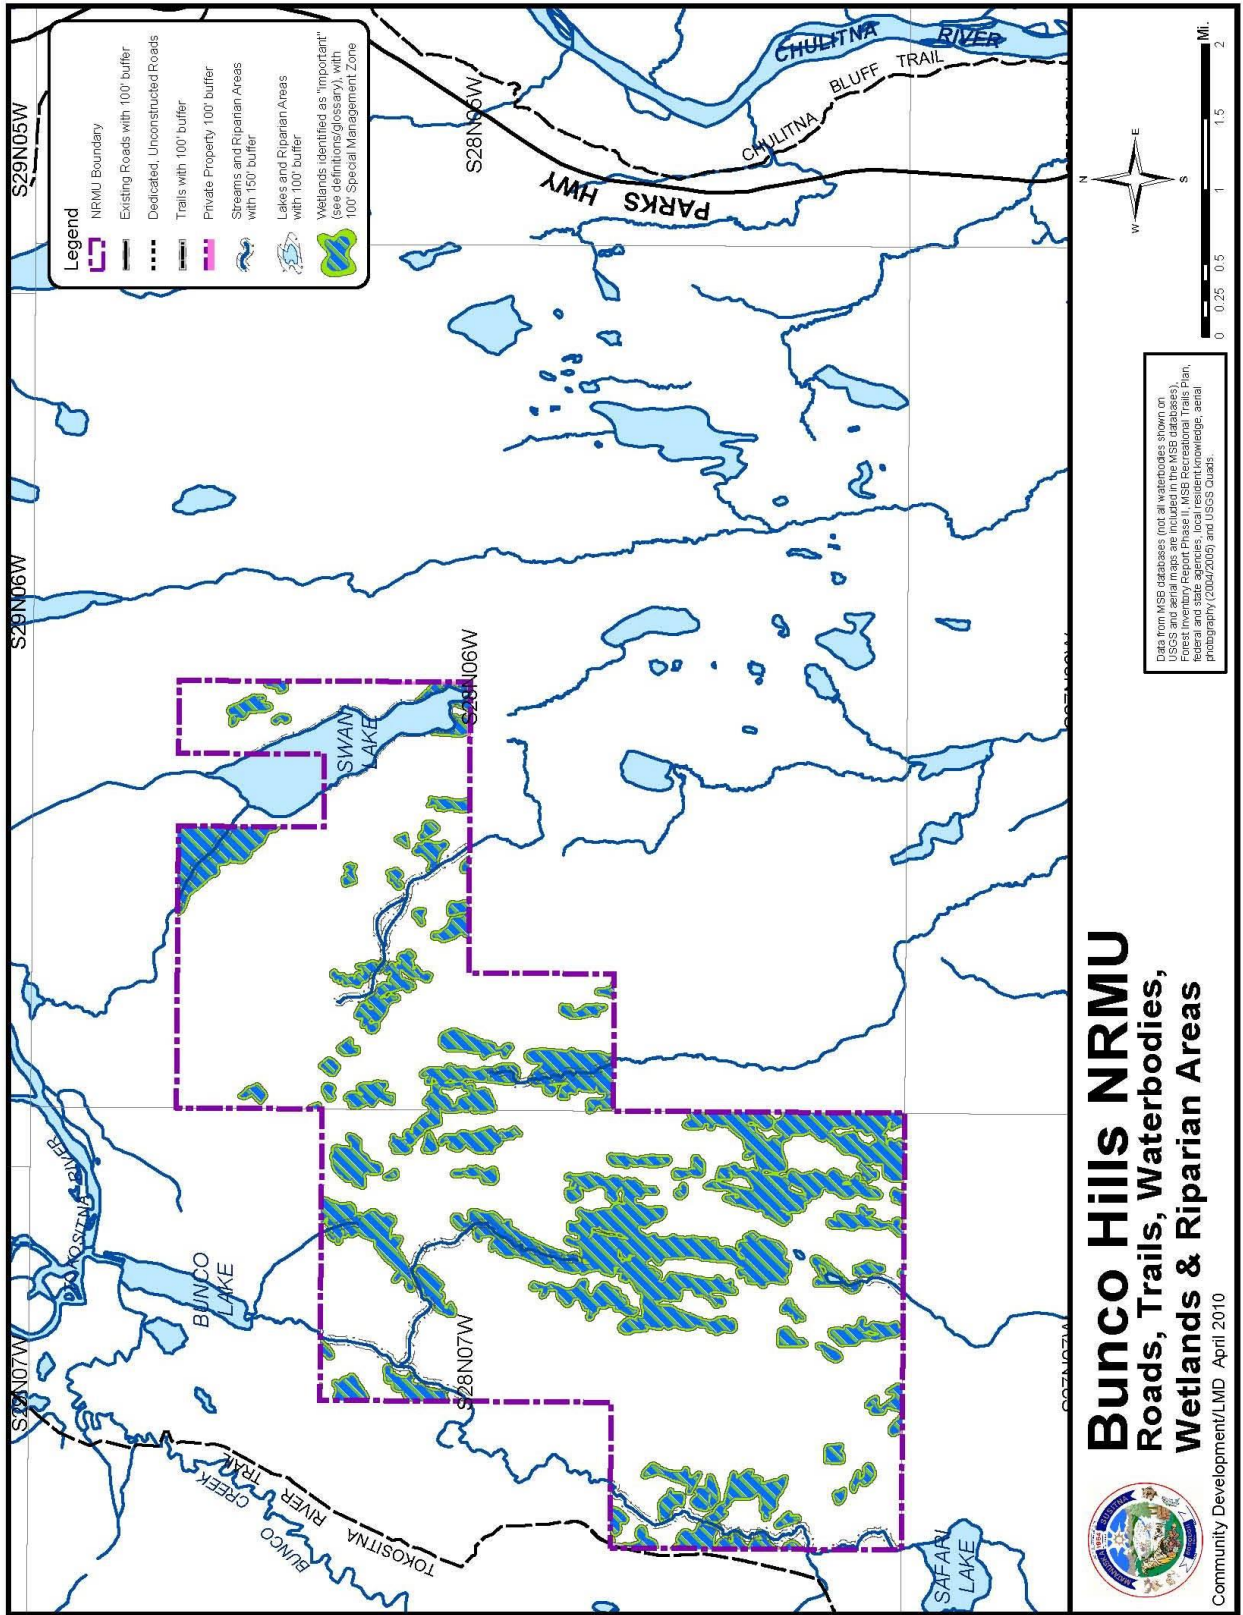 S29N07W
S29N06W
S29N05W
TOKOSITNA RIVER
BUNCO
LAKE
BUNCO CREEK
TOKOSITNA RIVER TRAIL
SAFARI
LAKE
SWAN
LAKE
S28N07W
S28N06W
S28N05W
PARKS HWY
CHULITNA RIVER
CHULITNA BLUFF TRAIL
Legend
NRMU Boundary
Existing Roads with 100' buffer
Dedicated, Unconstructed Roads
Trails with 100' buffer
Private Property 100' buffer
Streams and Riparian Areas
with 150' buffer
Lakes and Riparian Areas
with 100' buffer
Wetlands identified as "important"
(see definitions/glossary), with
100' Special Management Zone
Bunco Hills NRMU
Roads, Trails, Waterbodies,
Wetlands & Riparian Areas
Community Development/LMD April 2010
Data from MSB databases (not all waterbodies shown on
USGS and aerial maps are included in the MSB databases),
Forest Inventory Report Phase II, MSB Recreational Trails Plan,
federal and state agencies, local resident knowledge, aerial
photography (2004/2005) and USGS Quads.
N
W
E
S
0 0.25 0.5 1 1.5 2
Mi.